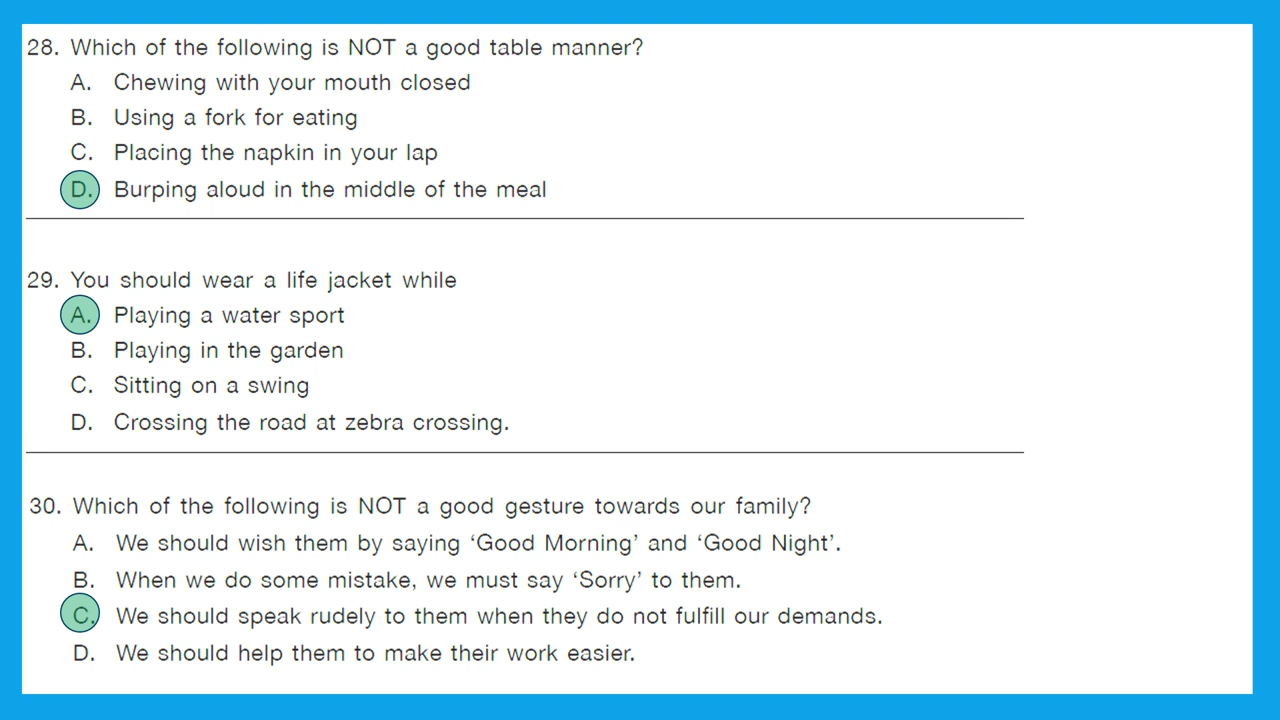 28. Which of the following is NOT a good table manner?
A. Chewing with your mouth closed
B. Using a fork for eating
C. Placing the napkin in your lap
D. Burping aloud in the middle of the meal
29. You should wear a life jacket while
A. Playing a water sport
B. Playing in the garden
C. Sitting on a swing
D. Crossing the road at zebra crossing.
30. Which of the following is NOT a good gesture towards our family?
A. We should wish them by saying ‘Good Morning’ and ‘Good Night’.
B. When we do some mistake, we must say ‘Sorry’ to them.
C. We should speak rudely to them when they do not fulfill our demands.
D. We should help them to make their work easier.